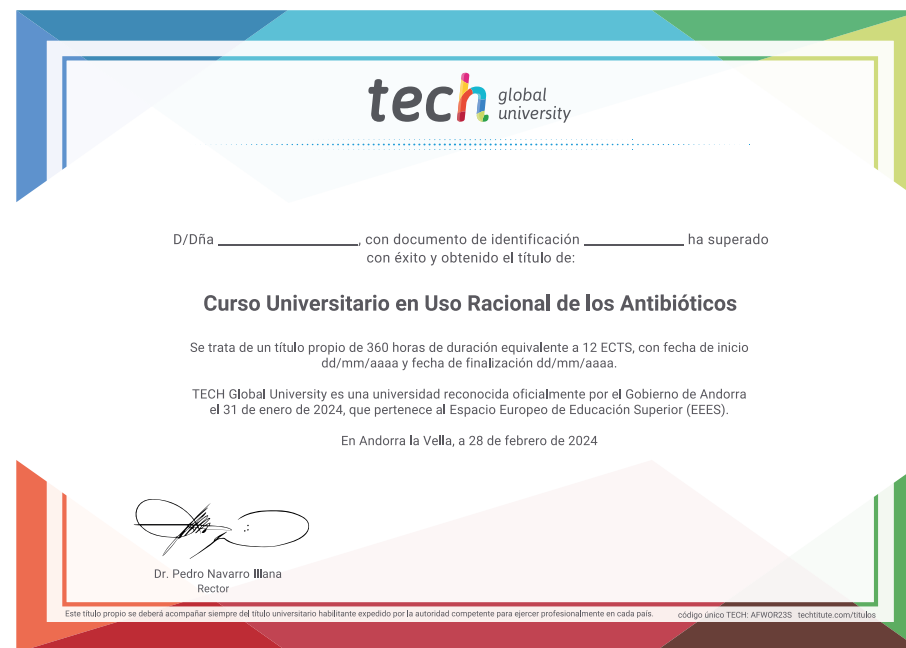 tech global university
D/Dña ______________, con documento de identificación __________ ha superado
con éxito y obtenido el título de:
Curso Universitario en Uso Racional de los Antibióticos
Se trata de un título propio de 360 horas de duración equivalente a 12 ECTS, con fecha de inicio
dd/mm/aaaa y fecha de finalización dd/mm/aaaa.
TECH Global University es una universidad reconocida oficialmente por el Gobierno de Andorra
el 31 de enero de 2024, que pertenece al Espacio Europeo de Educación Superior (EEES).
En Andorra la Vella, a 28 de febrero de 2024
Dr. Pedro Navarro Illana
Rector
Este título propio se deberá acompañar siempre del título universitario habilitante expedido por la autoridad competente para ejercer profesionalmente en cada país.
código único TECH: AFWOR23S techtitute.com/titulos